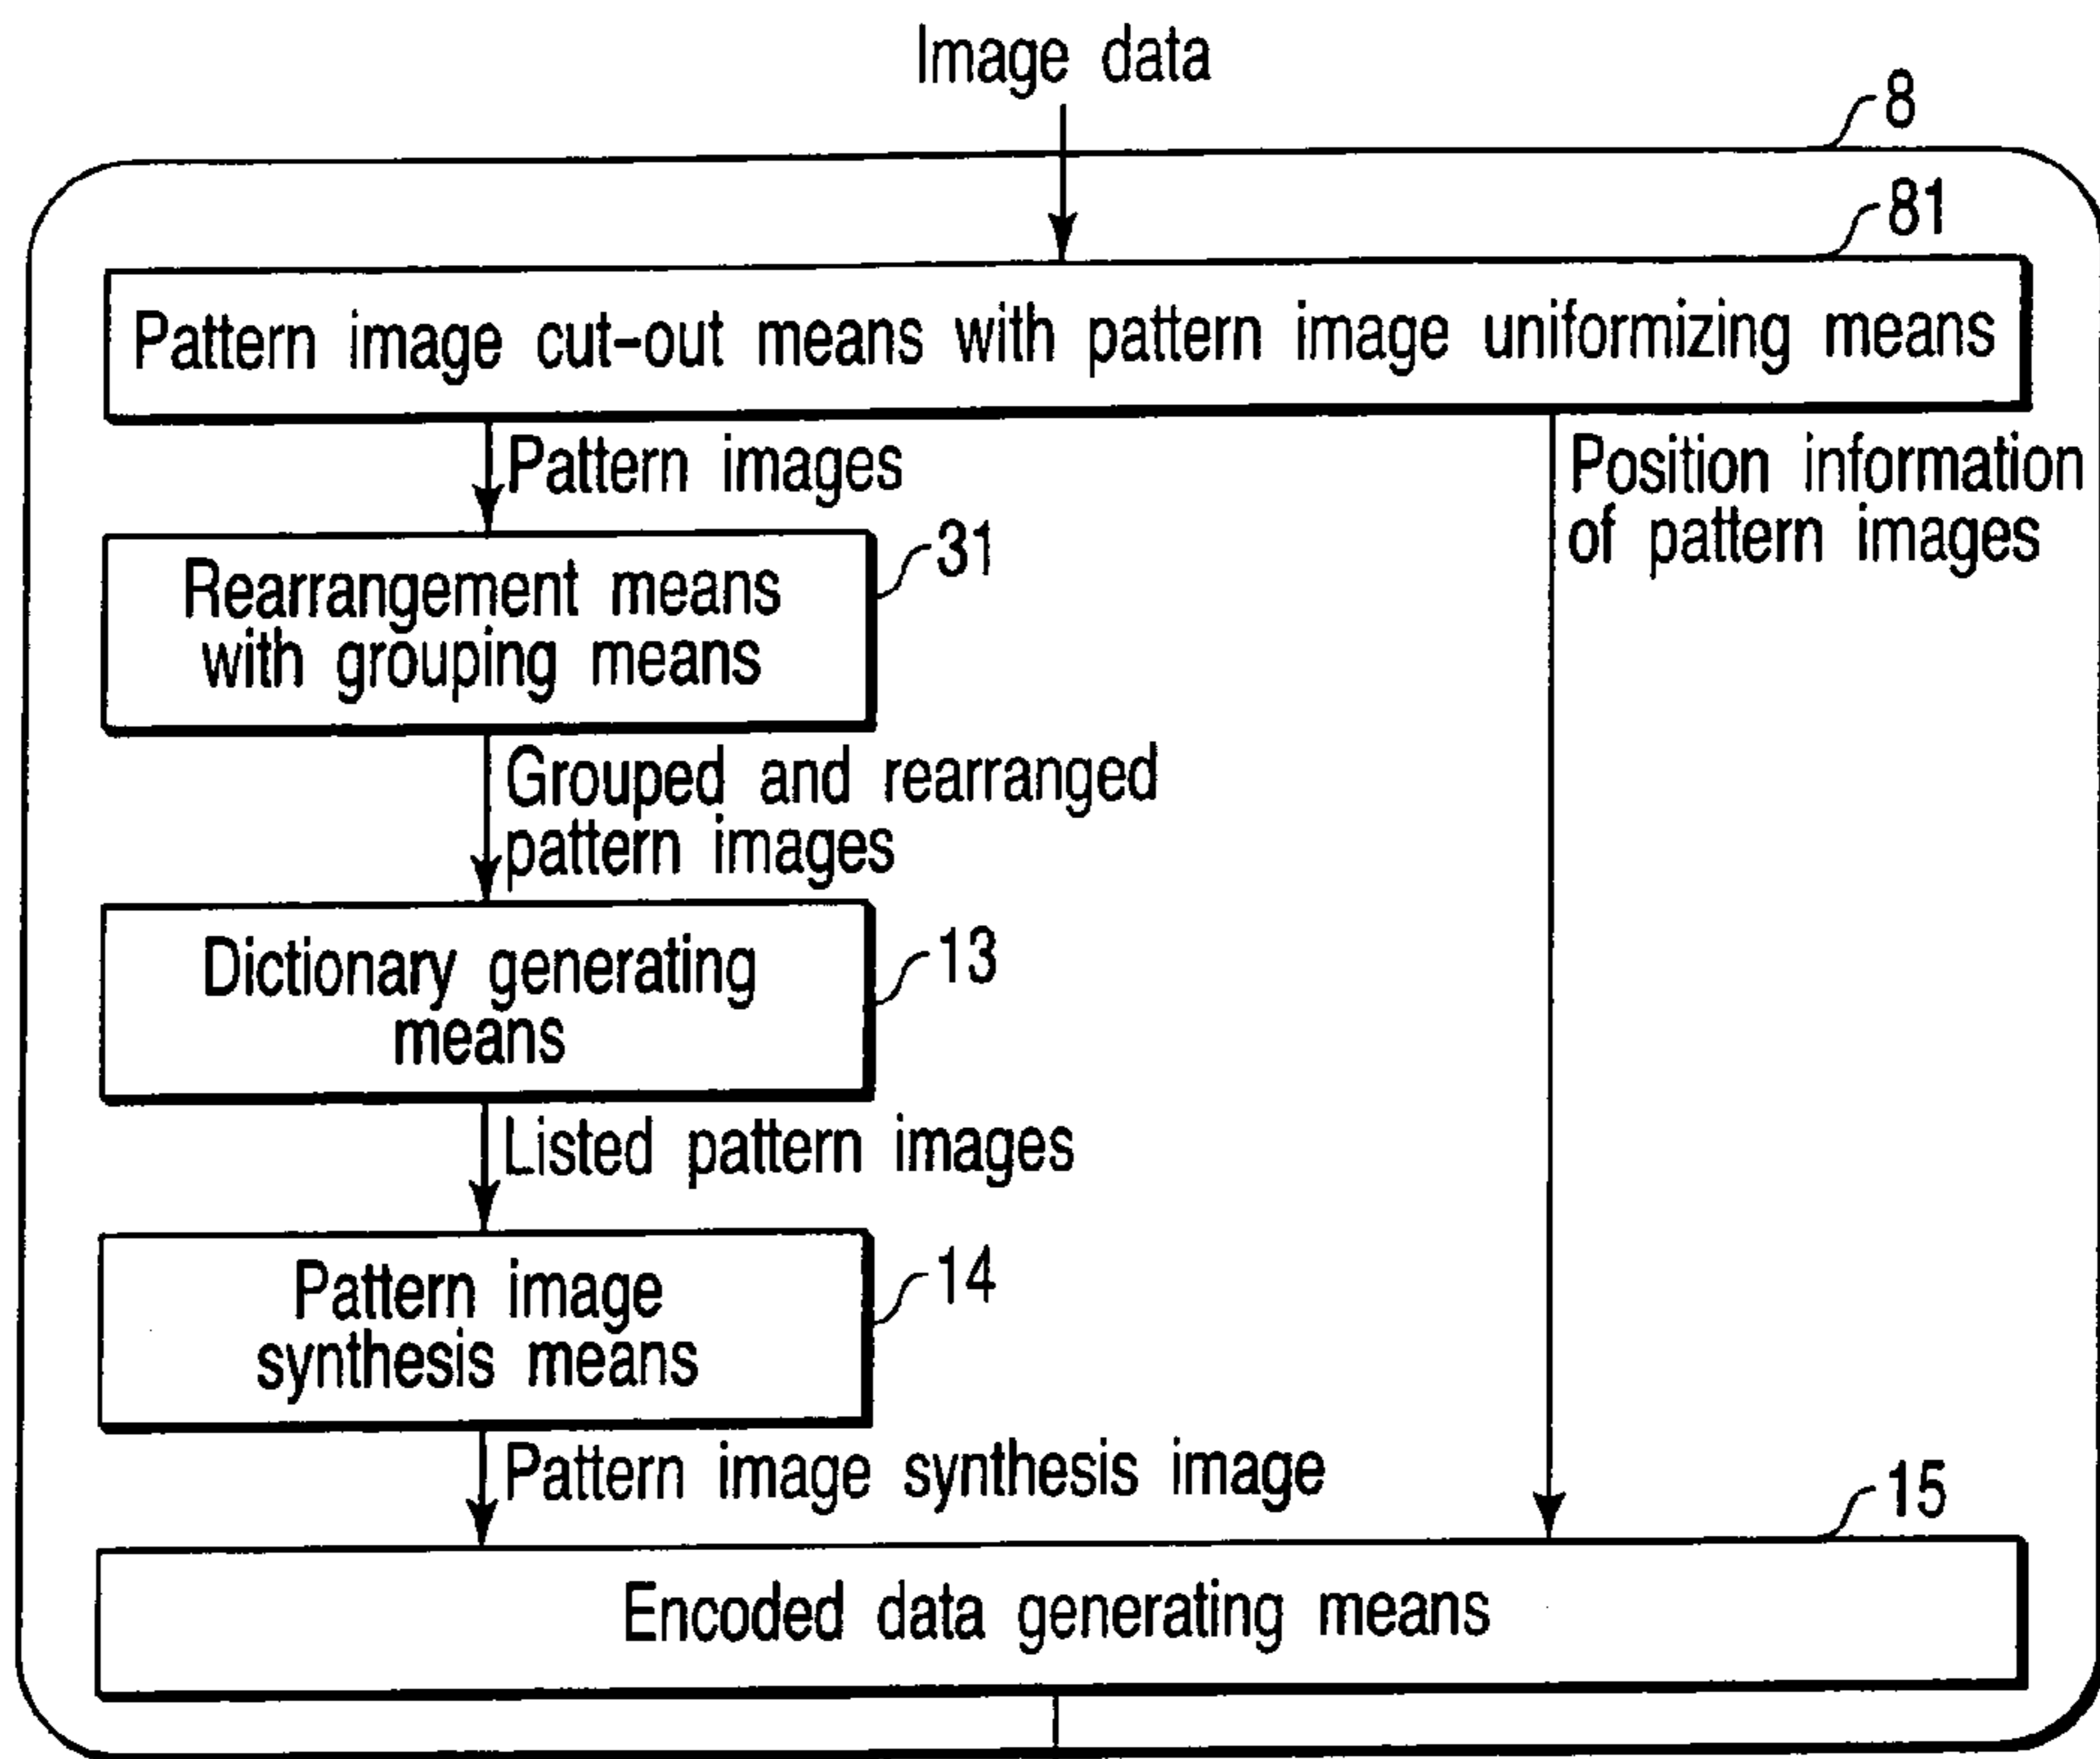 Image data
8
81
Pattern image cut-out means with pattern image uniformizing means
Pattern images
Position information
of pattern images
31
Rearrangement means
with grouping means
Grouped and rearranged
pattern images
13
Dictionary generating
means
Listed pattern images
14
Pattern image
synthesis means
Pattern image synthesis image
15
Encoded data generating means